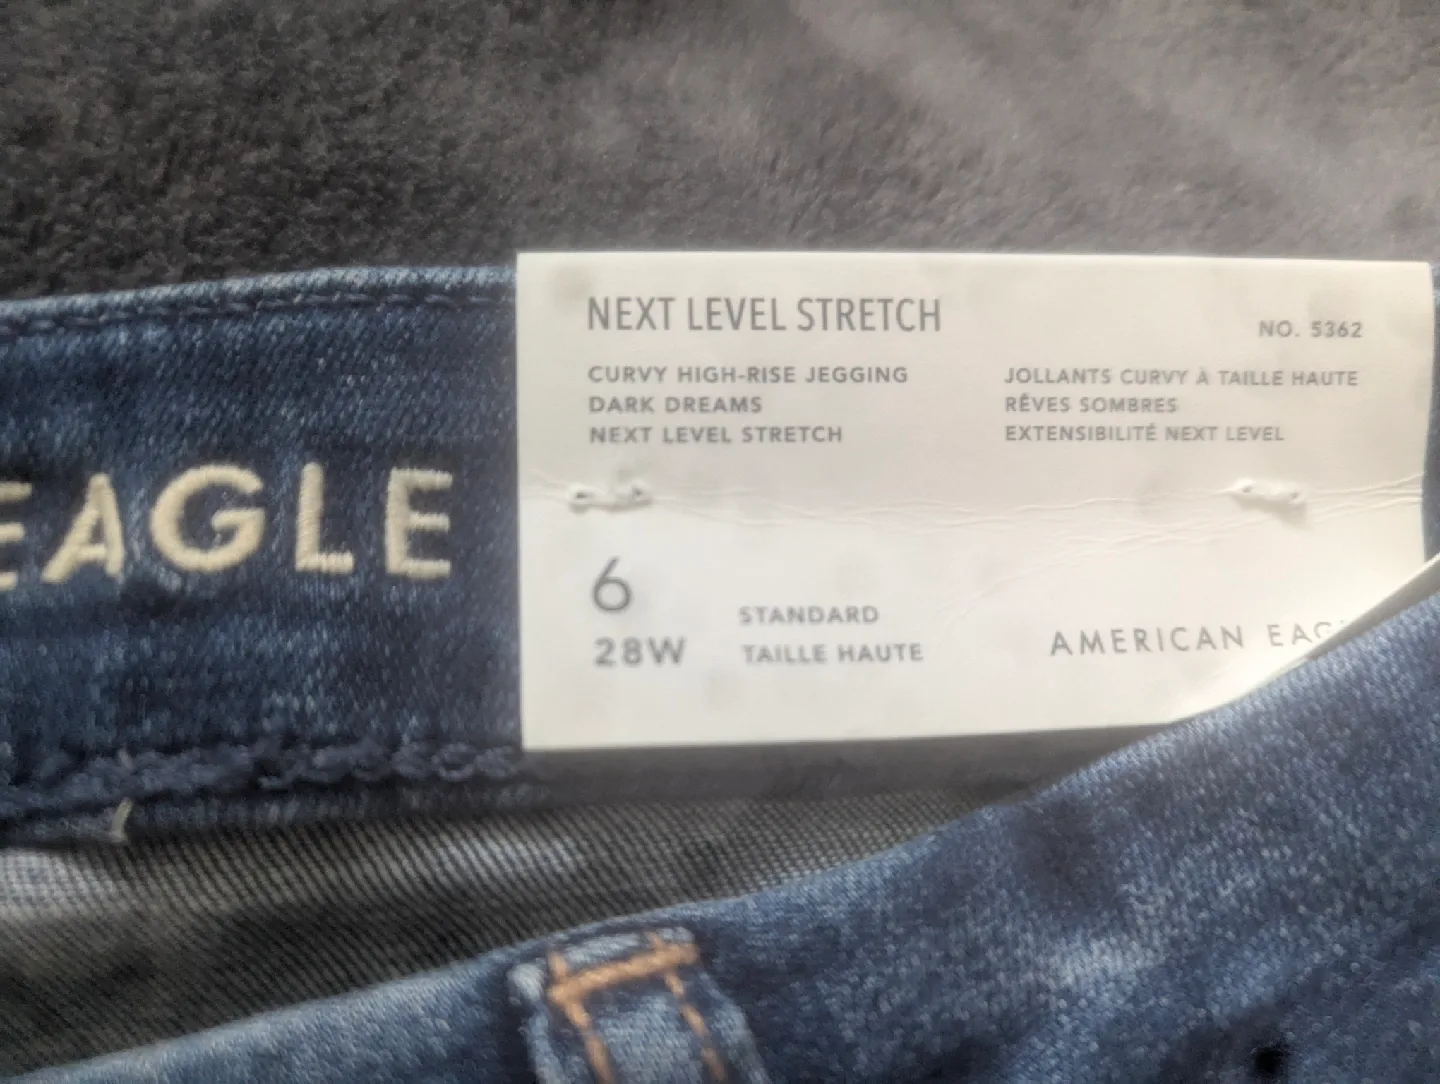 EAGLE
NEXT LEVEL STRETCH
NO. 5362
CURVY HIGH-RISE JEGGING
DARK DREAMS
NEXT LEVEL STRETCH
JOLLANTS CURVY À TAILLE HAUTE
RÊVES SOMBRES
EXTENSIBILITÉ NEXT LEVEL
6
28W
STANDARD
TAILLE HAUTE
AMERICAN